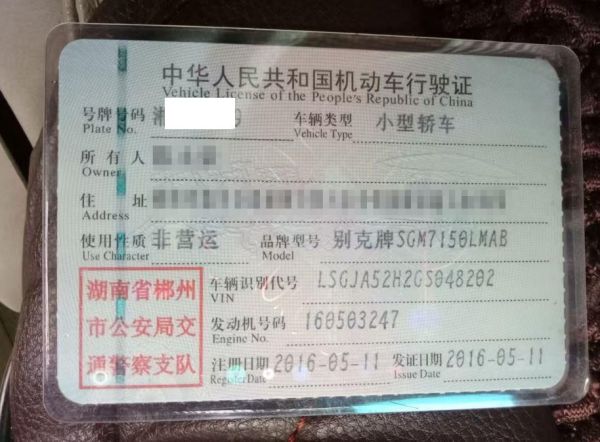 中华人民共和国机动车行驶证
Vehicle License of the People's Republic of China
号牌号码 湘 车辆类型 小型轿车
Plate No. Vehicle Type
所有人
Owner
住址
Address
使用性质 非营运 品牌型号 别克牌SGM7150LMAB
Use Character Model
湖南省郴州 车辆识别代号 LSGJA52H2GS048202
VIN
市公安局交 发动机号码 160503247
Engine No.
通警察支队 注册日期 2016-05-11 发证日期 2016-05-11
Register Date Issue Date